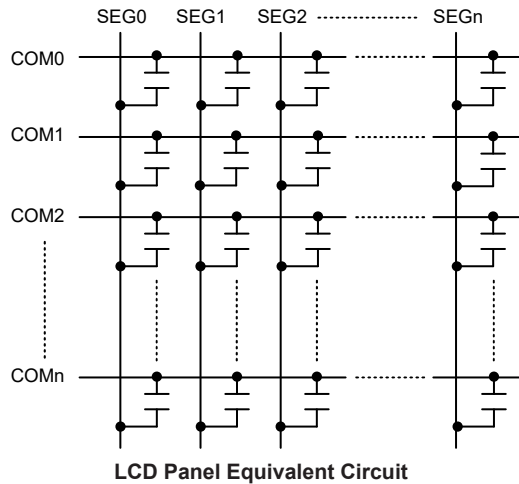 SEG0 SEG1 SEG2 SEGn
COM0
COM1
COM2
COMn
LCD Panel Equivalent Circuit